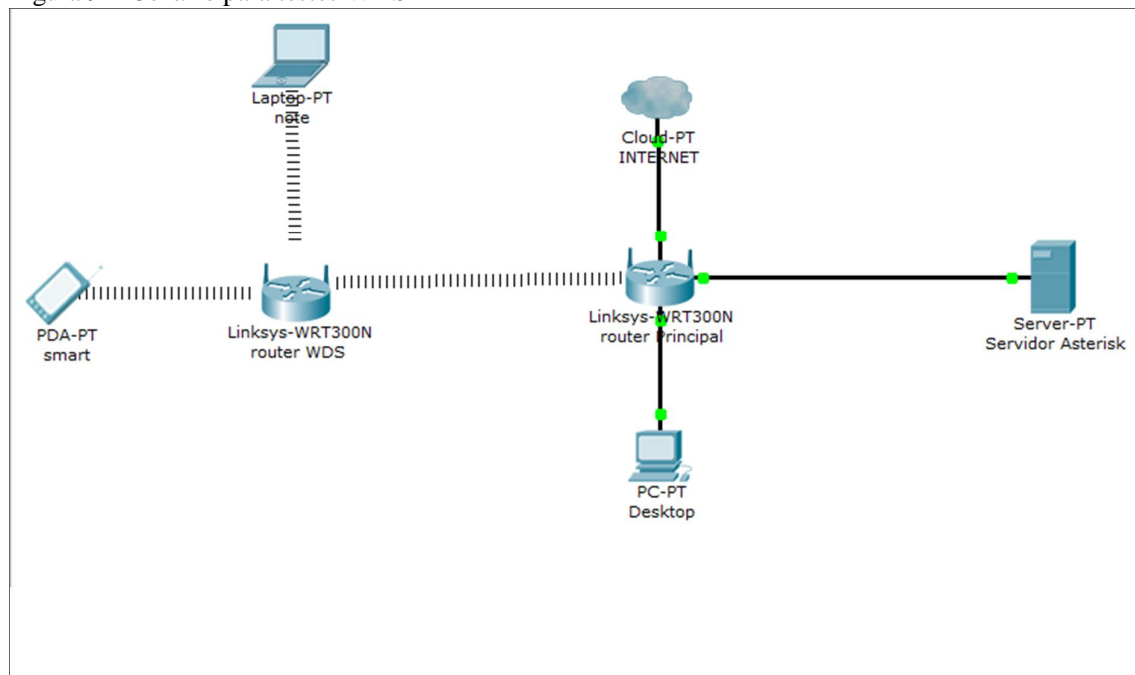 Laptop-PT
note
Cloud-PT
INTERNET
PDA-PT
smart
Linksys-WRT300N
router WDS
Linksys-WRT300N
router Principal
Server-PT
Servidor Asterisk
PC-PT
Desktop